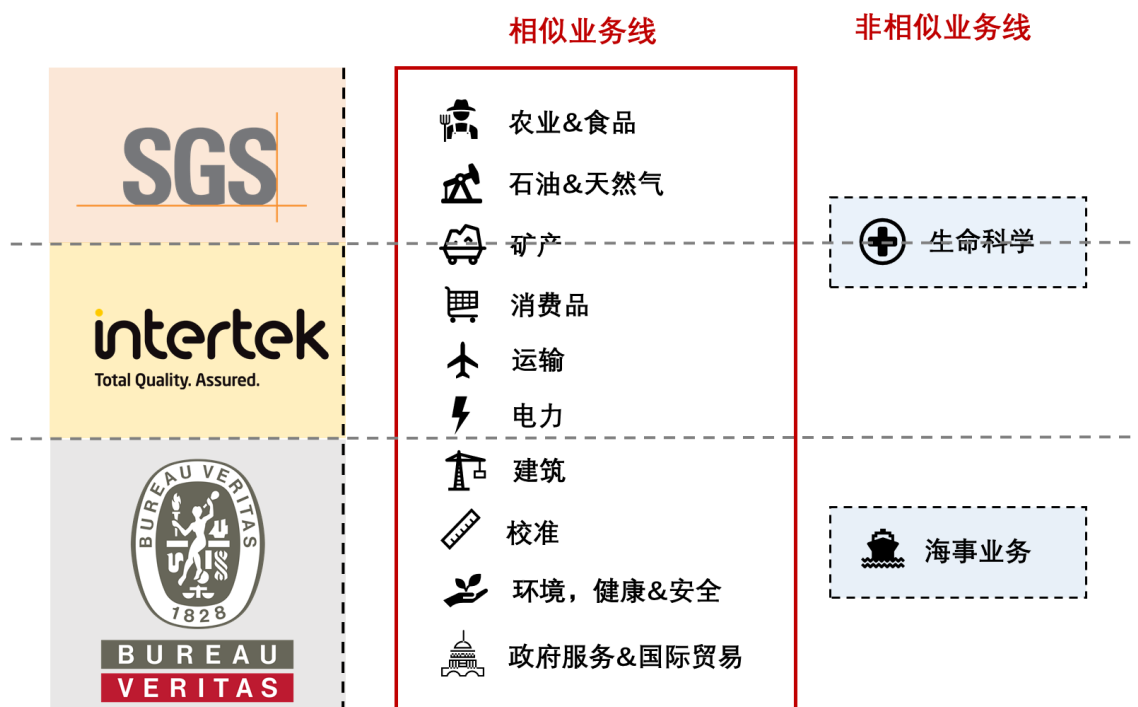 相似业务线
非相似业务线
SGS
intertek
Total Quality. Assured.
BUREAU VERITAS
1828
BUREAU
VERITAS
农业&食品
石油&天然气
矿产
消费品
运输
电力
建筑
校准
环境，健康&安全
政府服务&国际贸易
生命科学
海事业务